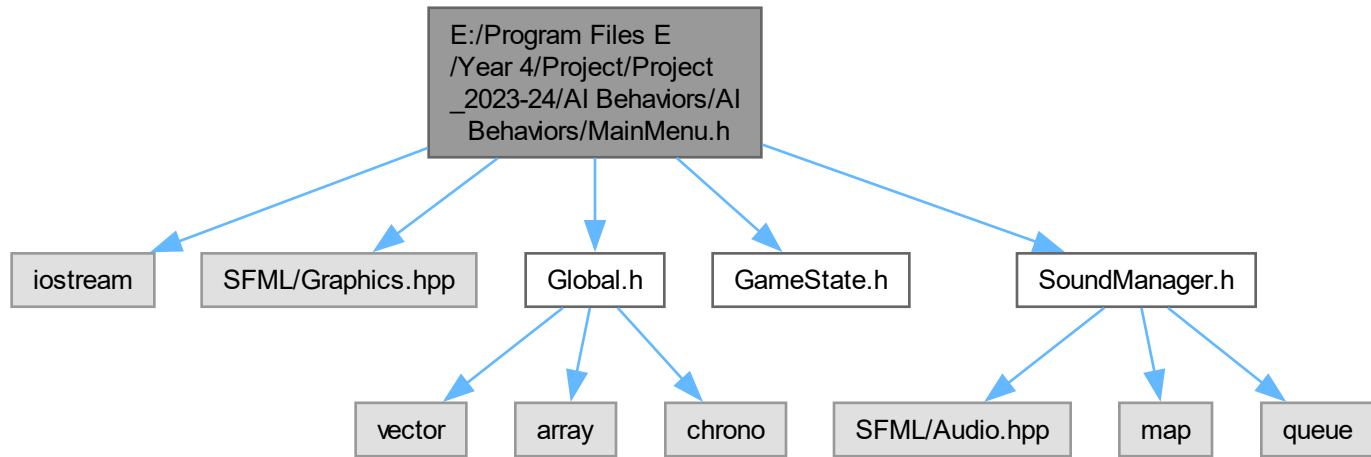 E:/Program Files E
/Year 4/Project/Project
_2023-24/AI Behaviors/AI
Behaviors/MainMenu.h
iostream
SFML/Graphics.hpp
Global.h
GameState.h
SoundManager.h
vector
array
chrono
SFML/Audio.hpp
map
queue